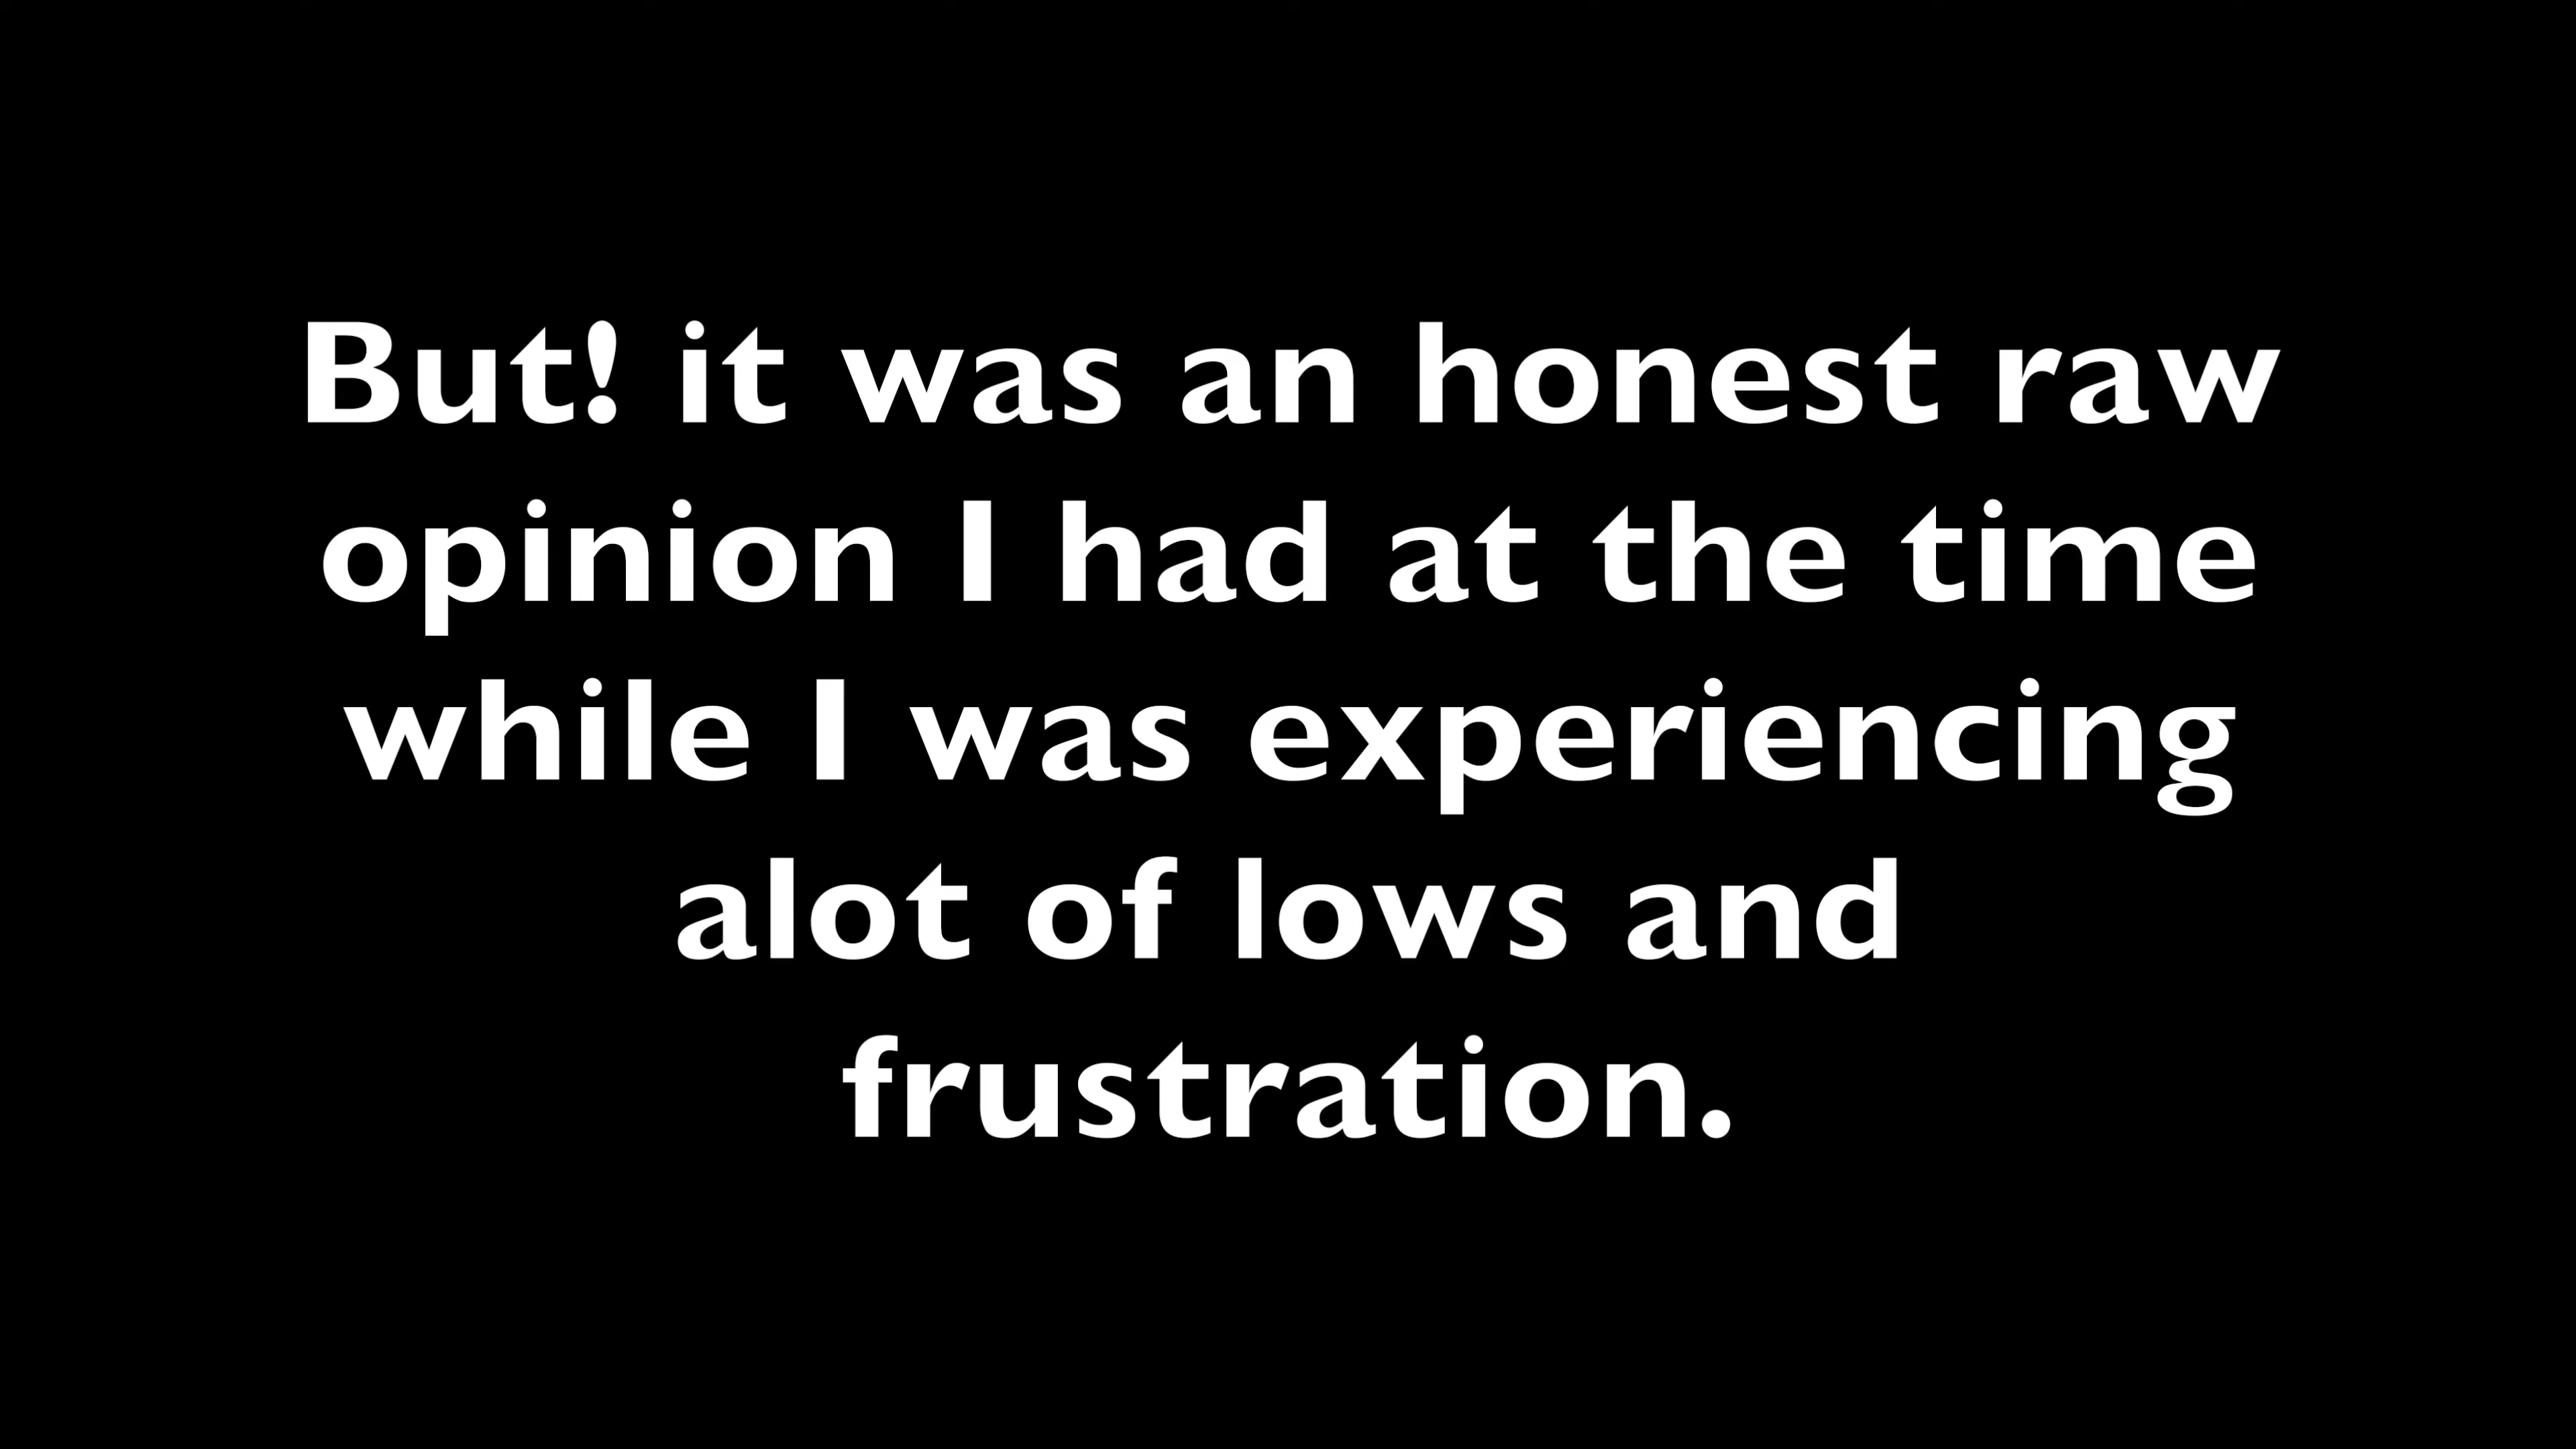 But! it was an honest raw
opinion I had at the time
while I was experiencing
alot of lows and
frustration.